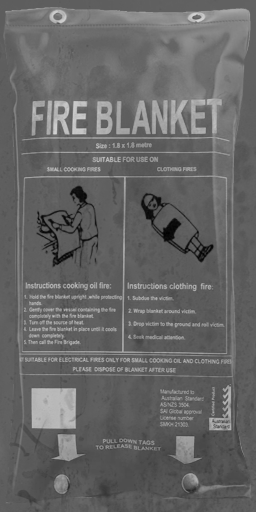 FIRE BLANKET
Size : 1.8 x 1.8 metre
SUITABLE FOR USE ON
SMALL COOKING FIRES
CLOTHING FIRES
Instructions cooking oil fire:
1. Hold the fire blanket upright, while protecting
hands.
2. Gently cover the vessel containing the fire
completely with the fire blanket.
3. Turn off the source of heat.
4. Leave the fire blanket in place until it cools
down completely.
5. Then call the Fire Brigade.
Instructions clothing fire:
1. Subdue the victim.
2. Wrap blanket around victim.
3. Drop victim to the ground and roll victim.
4. Seek medical attention.
SUITABLE FOR ELECTRICAL FIRES ONLY FOR SMALL COOKING OIL AND CLOTHING FIRES
PLEASE DISPOSE OF BLANKET AFTER USE
Manufactured to
Australian Standard
AS/NZS 3504.
SAI Global approval
License number
PULL DOWN TAGS
TO RELEASE BLANKET
Certified Product
Australian
Standard